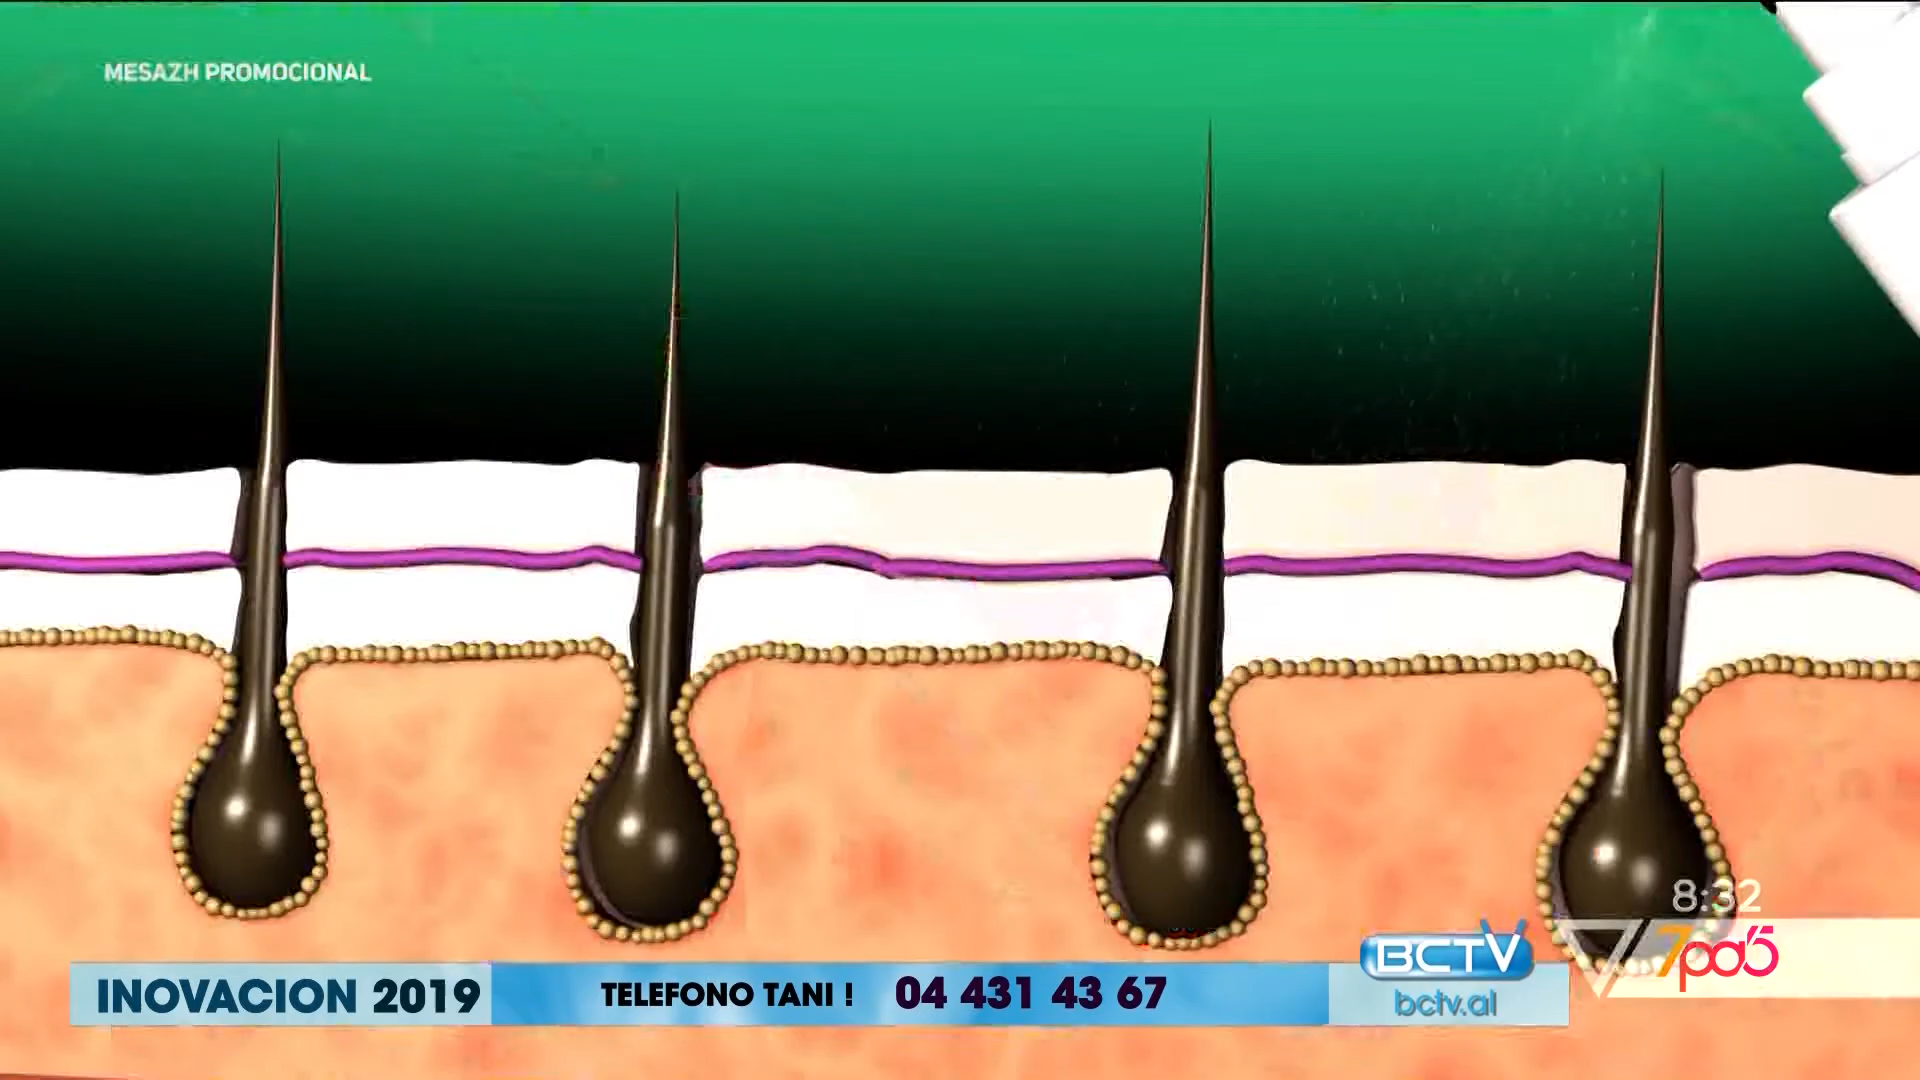 MESAZH PROMOCIONAL
8:32
7pa5
INOVACION 2019
TELEFONO TANI ! 04 431 43 67
BCTV
bctv.al